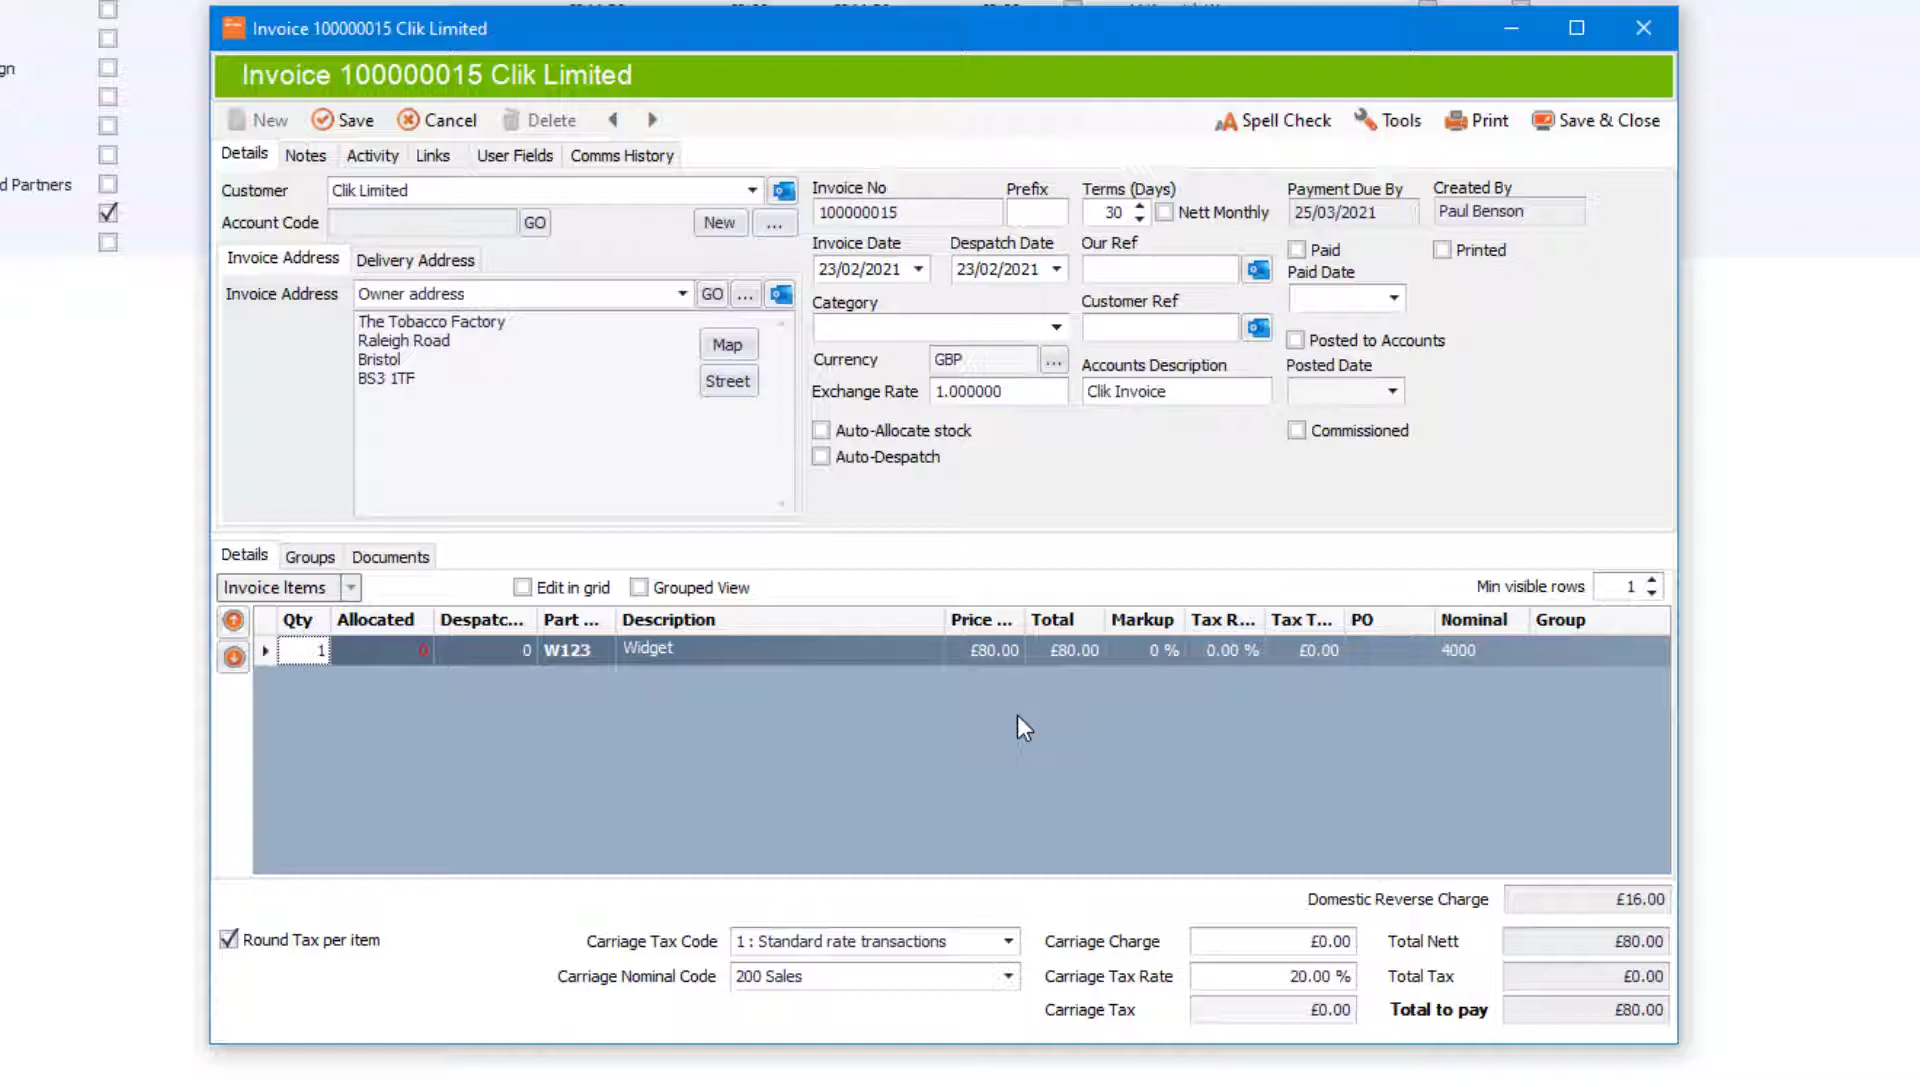 gn
d Partners
Invoice 100000015 Clik Limited
Invoice 100000015 Clik Limited
New Save Cancel Delete Spell Check Tools Print Save & Close
Details Notes Activity Links User Fields Comms History
Customer Clik Limited
Account Code GO New ...
Invoice Address Delivery Address
Invoice Address Owner address GO ...
The Tobacco Factory
Raleigh Road
Bristol
BS3 1TF
Map
Street
Invoice No Prefix Terms (Days) Payment Due By Created By
100000015 30 Nett Monthly 25/03/2021 Paul Benson
Invoice Date Despatch Date Our Ref Paid Printed
23/02/2021 23/02/2021 Paid Date
Category Customer Ref
Posted to Accounts
Currency GBP ... Accounts Description Posted Date
Exchange Rate 1.000000 Clik Invoice
Auto-Allocate stock Commissioned
Auto-Despatch
Details Groups Documents
Invoice Items Edit in grid Grouped View Min visible rows 1
Qty Allocated Despatc... Part ... Description Price ... Total Markup Tax R... Tax T... PO Nominal Group
1 0 0 W123 Widget £80.00 £80.00 0 % 0.00 % £0.00 4000
Domestic Reverse Charge £16.00
Round Tax per item Carriage Tax Code 1 : Standard rate transactions Carriage Charge £0.00 Total Nett £80.00
Carriage Nominal Code 200 Sales Carriage Tax Rate 20.00 % Total Tax £0.00
Carriage Tax £0.00 Total to pay £80.00